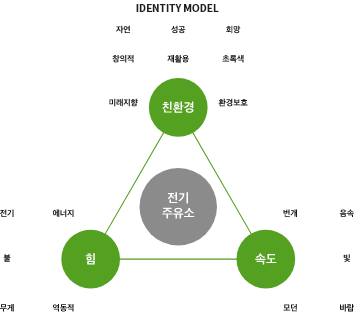 IDENTITY MODEL
자연 성공 희망
창의적 재활용 초록색
미래지향 친환경 환경보호
전기
주유소
전기 에너지 번개 음속
불 힘 속도 빛
무게 역동적 모던 바람